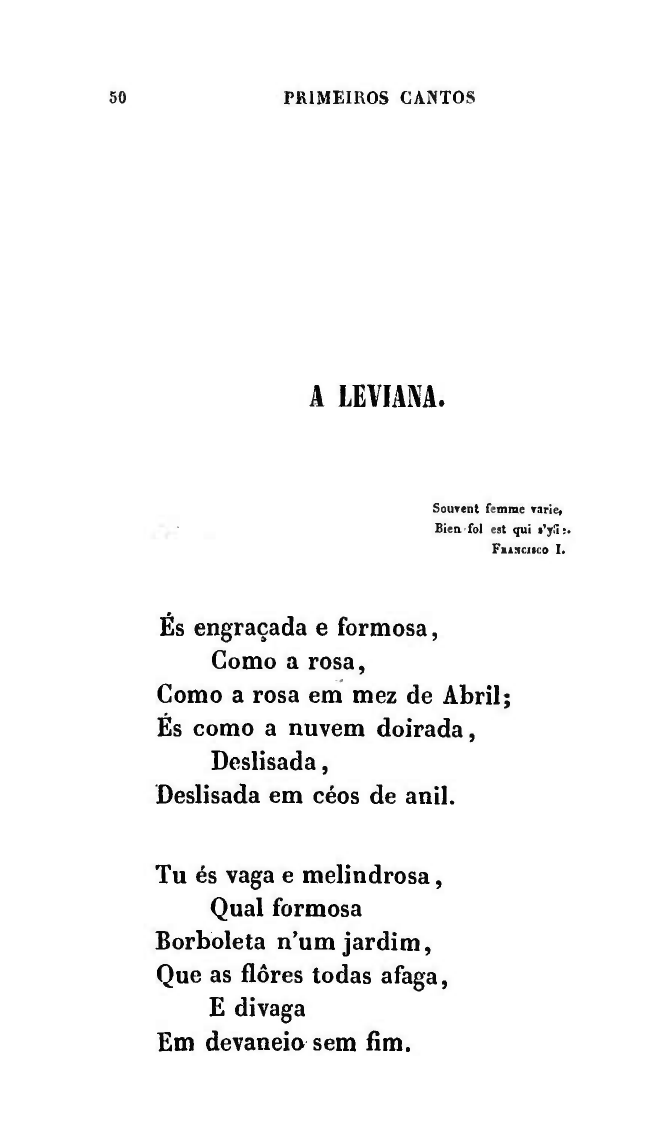 50 PRIMEIROS CANTOS
A LEVIANA.
Souvent femme varie,
Bien fol est qui
FRANCISCO I.
És engraçada e formosa,
Como a rosa,
Como a rosa em mez de Abril;
És como a nuvem doirada,
Deslisada,
Deslisada em céos de anil.
Tu és vaga e melindrosa,
Qual formosa
Borboleta n'um jardim,
Que as flôres todas afaga,
E divaga
Em devaneio sem fim.